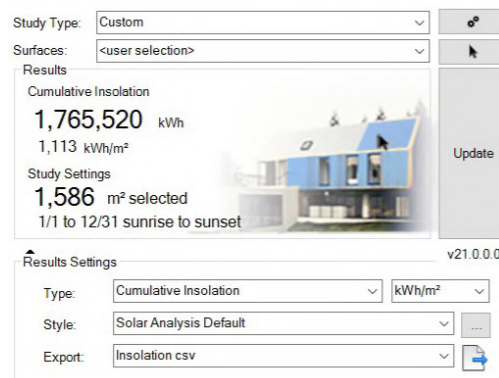 Study Type: Custom
Surfaces: <user selection>
Results
Cumulative Insolation
1,765,520 kWh
1,113 kWh/m²
Study Settings
1,586 m² selected
1/1 to 12/31 sunrise to sunset
Update
v21.0.0.0
Results Settings
Type: Cumulative Insolation kWh/m²
Style: Solar Analysis Default ...
Export: Insolation csv